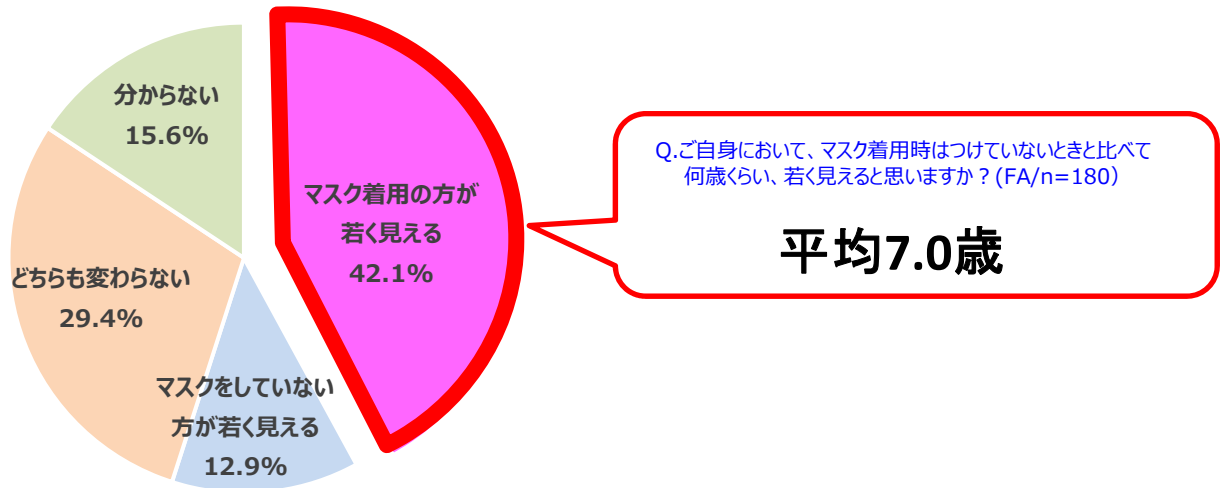 分からない
15.6%
マスク着用の方が
若く見える
42.1%
どちらも変わらない
29.4%
マスクをしていない
方が若く見える
12.9%
Q.ご自身において、マスク着用時はつけていないときと比べて
何歳くらい、若く見えると思いますか？(FA/n=180）
平均7.0歳